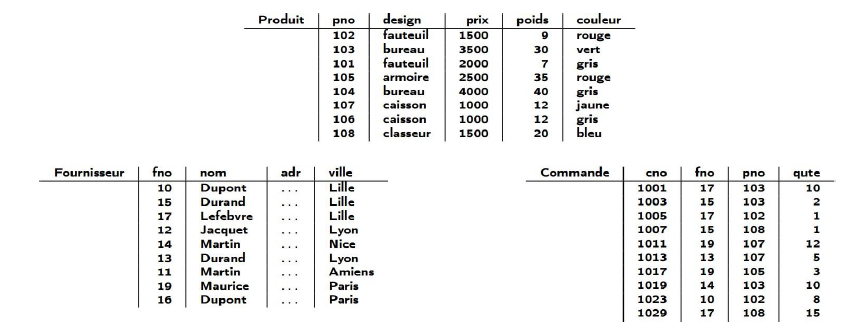 Produit pno design prix poids couleur
102 fauteuil 1500 9 rouge
103 bureau 3500 30 vert
101 fauteuil 2000 7 gris
105 armoire 2500 35 rouge
104 bureau 4000 40 gris
107 caisson 1000 12 jaune
106 caisson 1000 12 gris
108 classeur 1500 20 bleu
Fournisseur fno nom adr ville
10 Dupont ... Lille
15 Durand ... Lille
17 Lefebvre ... Lille
12 Jacquet ... Lyon
14 Martin ... Nice
13 Durand ... Lyon
11 Martin ... Amiens
19 Maurice ... Paris
16 Dupont ... Paris
Commande cno fno pno qute
1001 17 103 10
1003 15 103 2
1005 17 102 1
1007 15 108 1
1011 19 107 12
1013 13 107 5
1017 19 105 3
1019 14 103 10
1023 10 102 8
1029 17 108 15